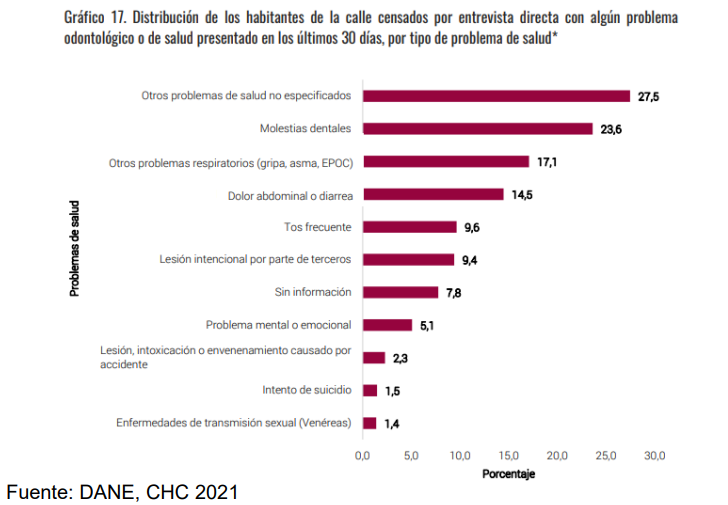 Gráfico 17. Distribución de los habitantes de la calle censados por entrevista directa con algún problema
odontológico o de salud presentado en los últimos 30 días, por tipo de problema de salud*
Problemas de salud
Otros problemas de salud no especificados 27,5
Molestias dentales 23,6
Otros problemas respiratorios (gripa, asma, EPOC) 17,1
Dolor abdominal o diarrea 14,5
Tos frecuente 9,6
Lesión intencional por parte de terceros 9,4
Sin información 7,8
Problema mental o emocional 5,1
Lesión, intoxicación o envenenamiento causado por
accidente 2,3
Intento de suicidio 1,5
Enfermedades de transmisión sexual (Venéreas) 1,4
0,0 5,0 10,0 15,0 20,0 25,0 30,0
Porcentaje
Fuente: DANE, CHC 2021